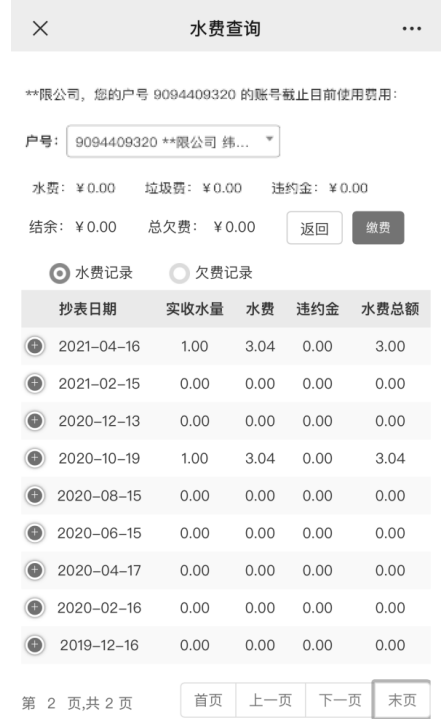 水费查询
**限公司，您的户号 9094409320 的账号截止目前使用费用：
户号： 9094409320 **限公司 纬...
水费：￥0.00 垃圾费：￥0.00 违约金：￥0.00
结余：￥0.00 总欠费：￥0.00 返回 缴费
水费记录 欠费记录
抄表日期 实收水量 水费 违约金 水费总额
2021-04-16 1.00 3.04 0.00 3.00
2021-02-15 0.00 0.00 0.00 0.00
2020-12-13 0.00 0.00 0.00 0.00
2020-10-19 1.00 3.04 0.00 3.04
2020-08-15 0.00 0.00 0.00 0.00
2020-06-15 0.00 0.00 0.00 0.00
2020-04-17 0.00 0.00 0.00 0.00
2020-02-16 0.00 0.00 0.00 0.00
2019-12-16 0.00 0.00 0.00 0.00
第 2 页,共 2 页 首页 上一页 下一页 末页